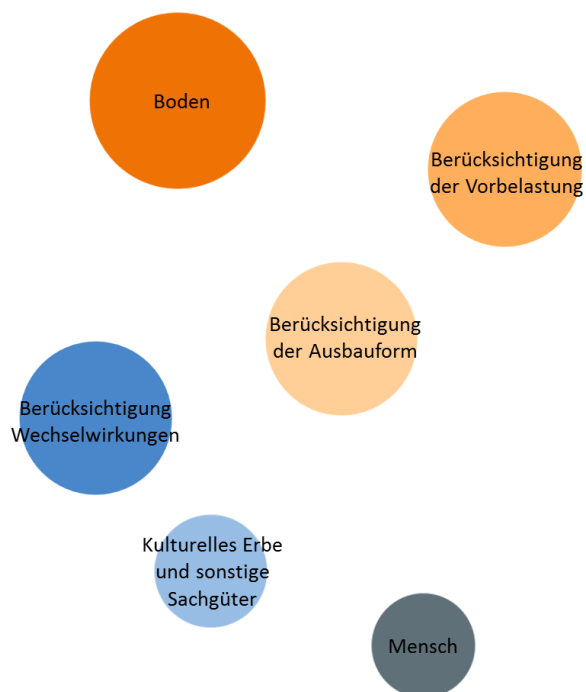 Boden
Berücksichtigung
der Vorbelastung
Berücksichtigung
der Ausbauform
Berücksichtigung
Wechselwirkungen
Kulturelles Erbe
und sonstige
Sachgüter
Mensch